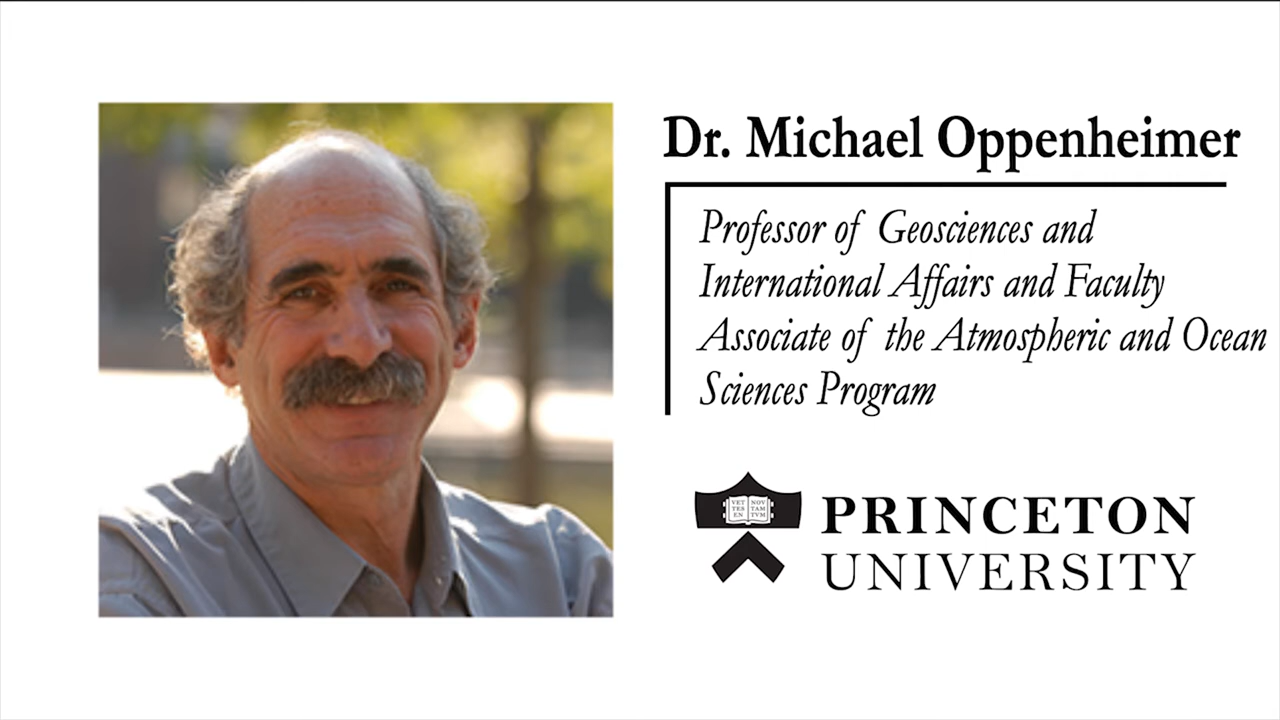 Dr. Michael Oppenheimer
Professor of Geosciences and
International Affairs and Faculty
Associate of the Atmospheric and Ocean
Sciences Program
VET NOV
TES TAM
EN TVM
PRINCETON
UNIVERSITY